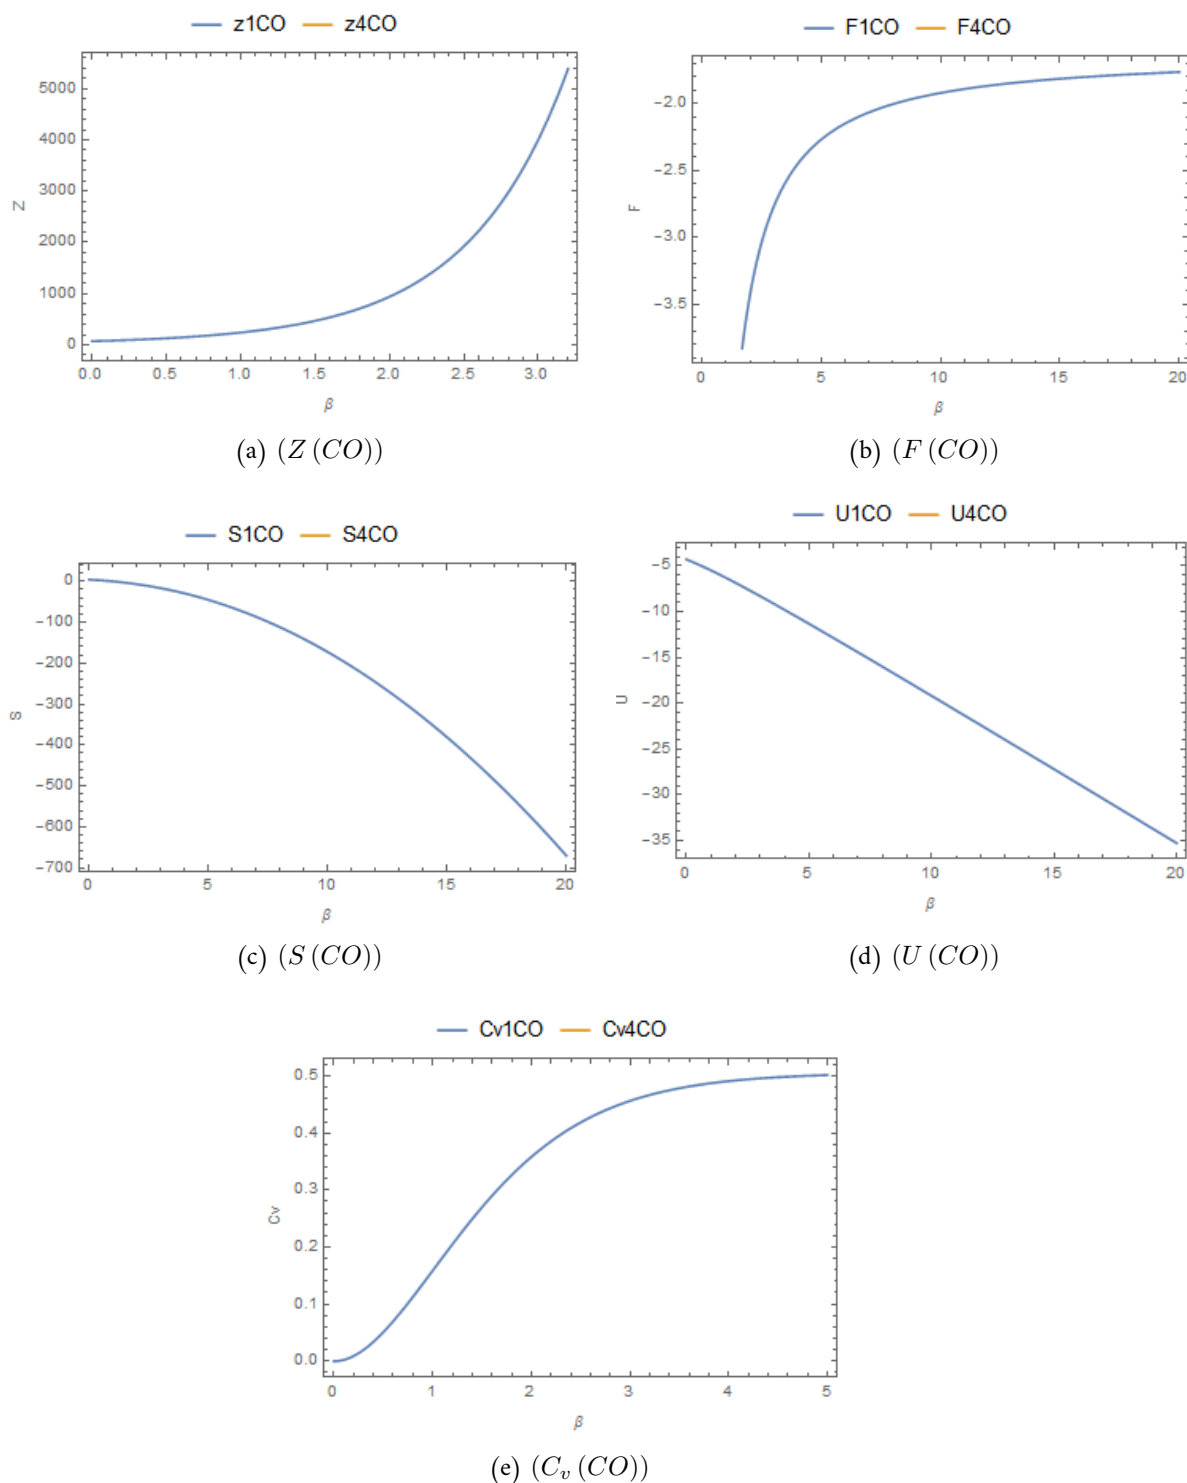 z1CO z4CO
5000
4000
3000
2000
1000
0
Z
0.0 0.5 1.0 1.5 2.0 2.5 3.0
β
(a) (Z (CO))
F1CO F4CO
−2.0
−2.5
−3.0
−3.5
F
0 5 10 15 20
β
(b) (F (CO))
S1CO S4CO
0
−100
−200
−300
−400
−500
−600
−700
S
0 5 10 15 20
β
(c) (S (CO))
U1CO U4CO
−5
−10
−15
−20
−25
−30
−35
U
0 5 10 15 20
β
(d) (U (CO))
Cv1CO Cv4CO
0.5
0.4
0.3
0.2
0.1
0.0
Cv
0 1 2 3 4 5
β
(e) (C_v (CO))